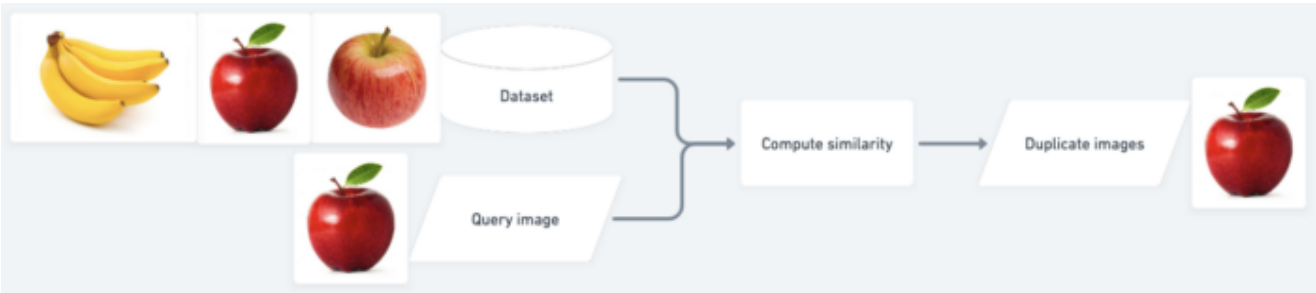 Dataset
Compute similarity
Duplicate images
Query image